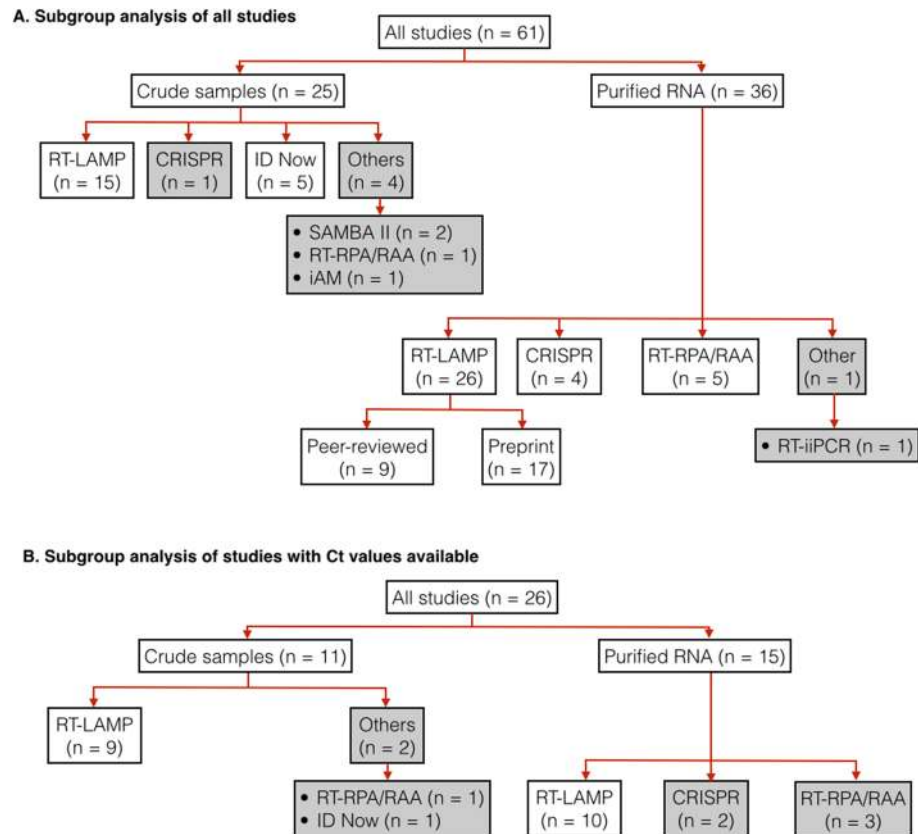 A. Subgroup analysis of all studies
All studies (n = 61)
Crude samples (n = 25)
Purified RNA (n = 36)
RT-LAMP
(n = 15)
CRISPR
(n = 1)
ID Now
(n = 5)
Others
(n = 4)
• SAMBA II (n = 2)
• RT-RPA/RAA (n = 1)
• iAM (n = 1)
RT-LAMP
(n = 26)
CRISPR
(n = 4)
RT-RPA/RAA
(n = 5)
Other
(n = 1)
Peer-reviewed
(n = 9)
Preprint
(n = 17)
• RT-iiPCR (n = 1)
B. Subgroup analysis of studies with Ct values available
All studies (n = 26)
Crude samples (n = 11)
Purified RNA (n = 15)
RT-LAMP
(n = 9)
Others
(n = 2)
• RT-RPA/RAA (n = 1)
• ID Now (n = 1)
RT-LAMP
(n = 10)
CRISPR
(n = 2)
RT-RPA/RAA
(n = 3)